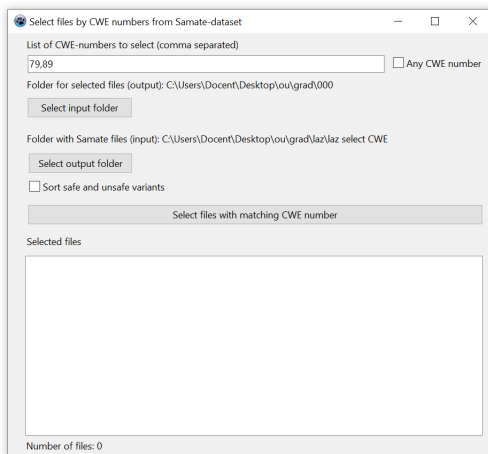 Select files by CWE numbers from Samate-dataset
List of CWE-numbers to select (comma separated)
79,89
Any CWE number
Folder for selected files (output): C:\Users\Docent\Desktop\ou\grad\000
Select input folder
Folder with Samate files (input): C:\Users\Docent\Desktop\ou\grad\laz\laz select CWE
Select output folder
Sort safe and unsafe variants
Select files with matching CWE number
Selected files
Number of files: 0